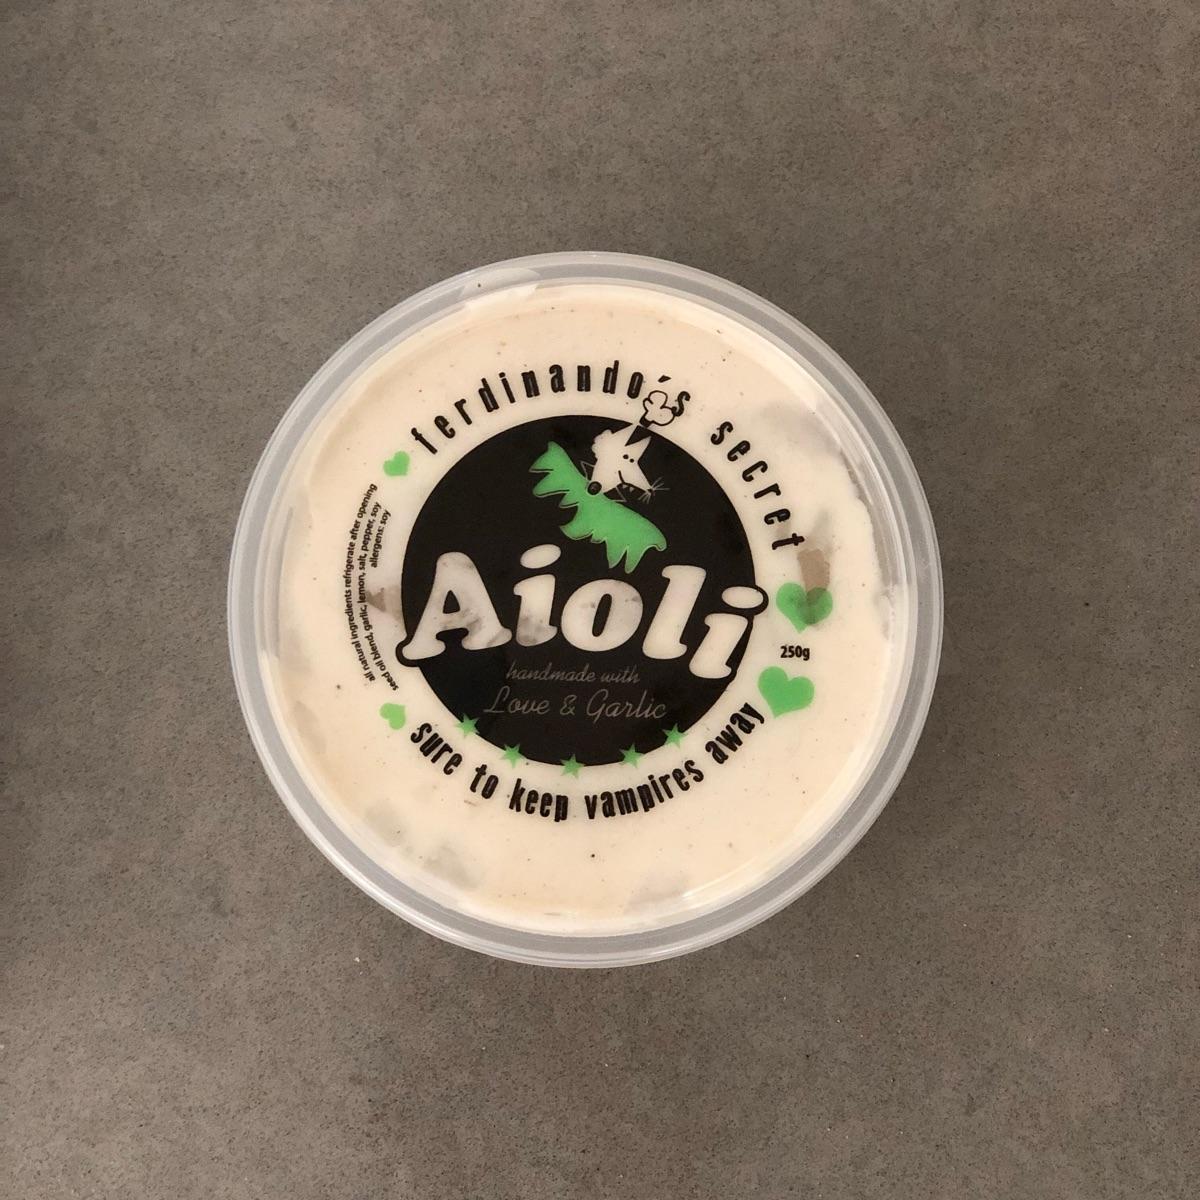 ferdinando´s secret
Aioli
handmade with
Love & Garlic
sure to keep vampires away
250g
all natural ingredients refrigerate after opening
seed oil blend, garlic, lemon, salt, pepper, soy
allergens: soy